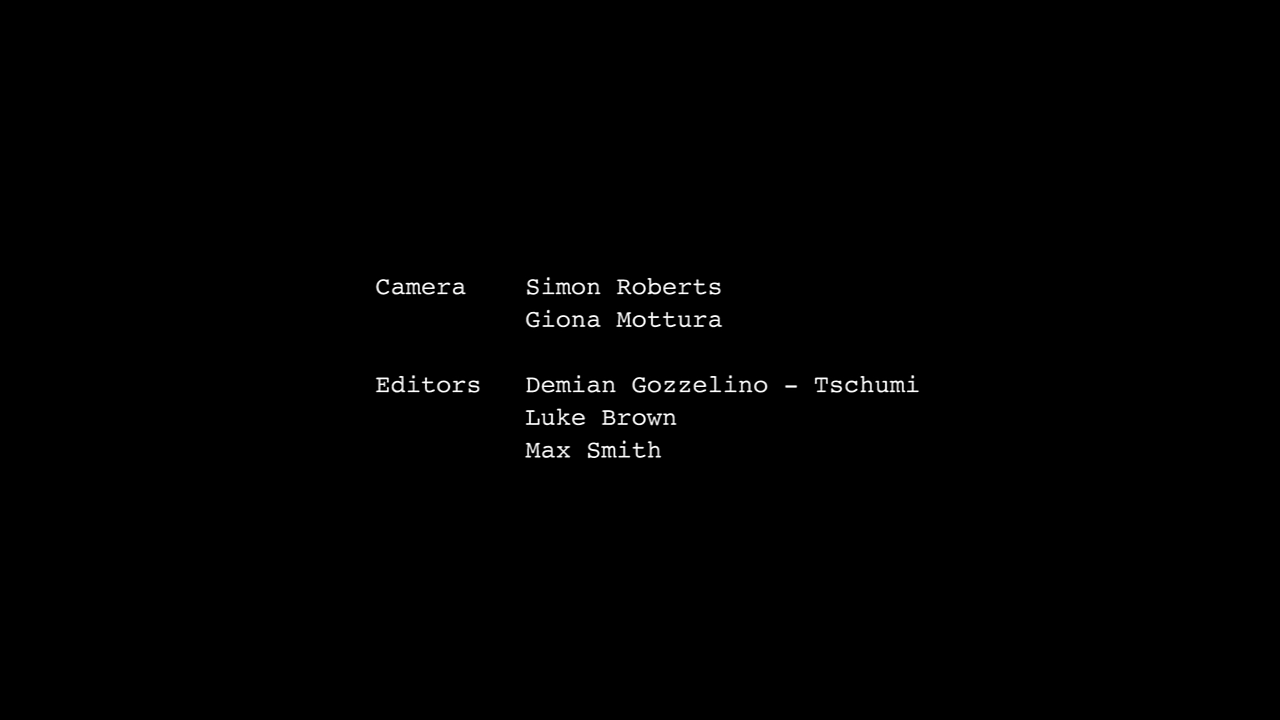 Camera Simon Roberts
Giona Mottura
Editors Demian Gozzelino - Tschumi
Luke Brown
Max Smith